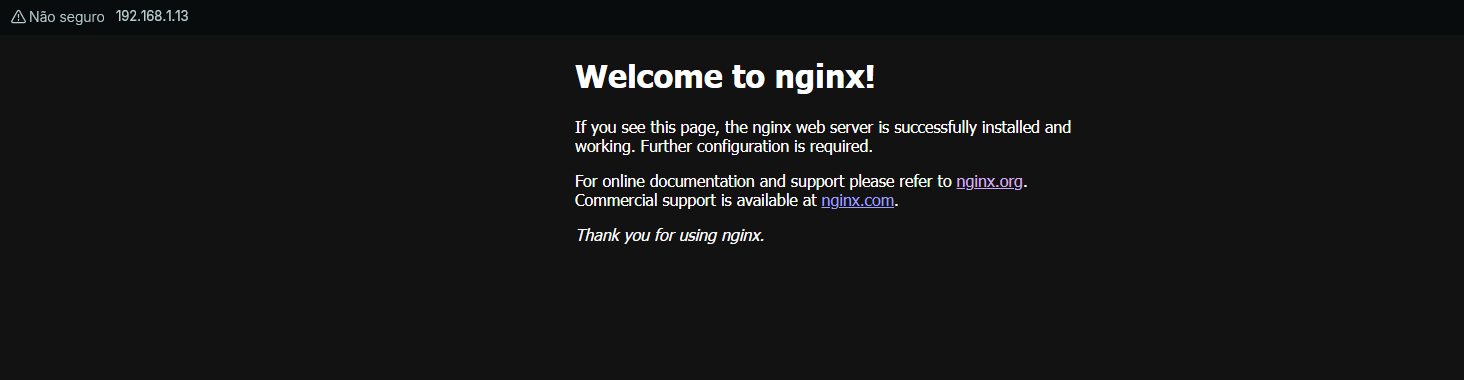 Não seguro 192.168.1.13
Welcome to nginx!
If you see this page, the nginx web server is successfully installed and
working. Further configuration is required.
For online documentation and support please refer to nginx.org.
Commercial support is available at nginx.com.
Thank you for using nginx.